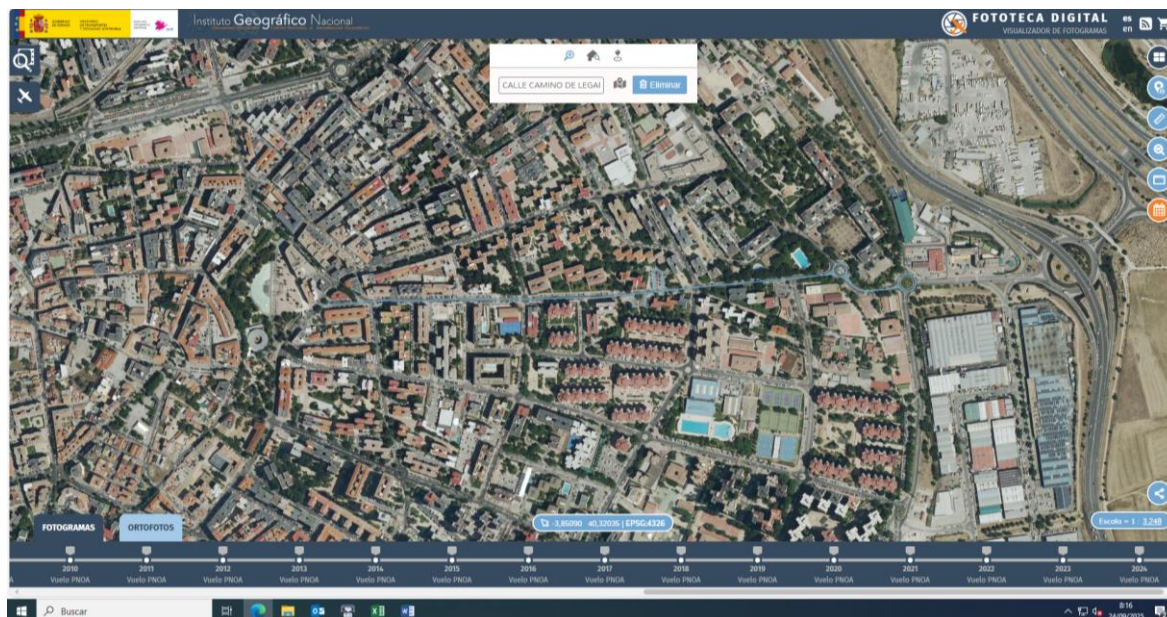 Instituto Geográfico Nacional
FOTOTECA DIGITAL
VISUALIZADOR DE FOTOGRAMAS
es
en
CALLE CAMINO DE LEGAI
Eliminar
FOTOGRAMAS
ORTOFOTOS
-3,85090 40,32035 | EPSG:4326
Escala = 1 : 3.248
2010 2011 2012 2013 2014 2015 2016 2017 2018 2019 2020 2021 2022 2023 2024
Vuelo PNOA Vuelo PNOA Vuelo PNOA Vuelo PNOA Vuelo PNOA Vuelo PNOA Vuelo PNOA Vuelo PNOA Vuelo PNOA Vuelo PNOA Vuelo PNOA Vuelo PNOA Vuelo PNOA Vuelo PNOA Vuelo PNOA
Buscar
8:16
24/09/2025